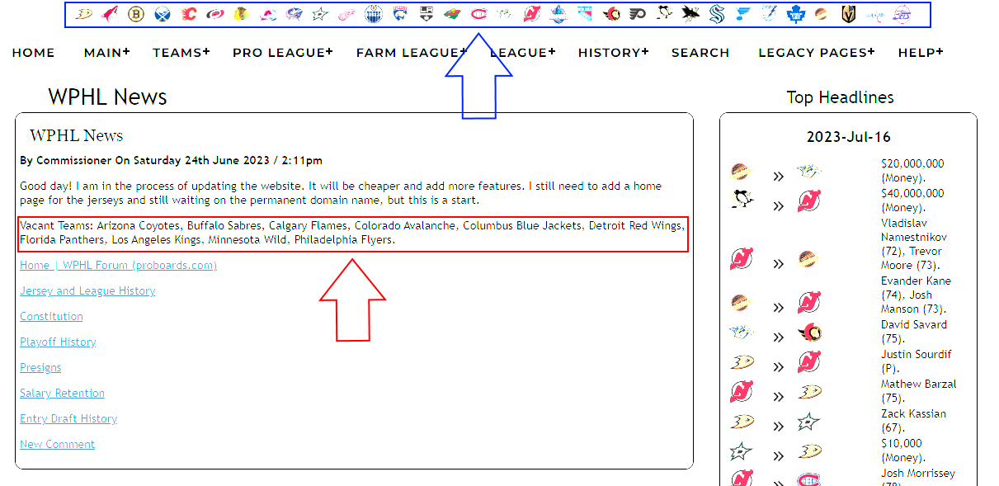 HOME MAIN+ TEAMS+ PRO LEAGUE+ FARM LEAGUE+ LEAGUE+ HISTORY+ SEARCH LEGACY PAGES+ HELP+
WPHL News
WPHL News
By Commissioner On Saturday 24th June 2023 / 2:11pm
Good day! I am in the process of updating the website. It will be cheaper and add more features. I still need to add a home
page for the jerseys and still waiting on the permanent domain name, but this is a start.
Vacant Teams: Arizona Coyotes, Buffalo Sabres, Calgary Flames, Colorado Avalanche, Columbus Blue Jackets, Detroit Red Wings,
Florida Panthers, Los Angeles Kings, Minnesota Wild, Philadelphia Flyers.
Home | WPHL Forum (proboards.com)
Jersey and League History
Constitution
Playoff History
Presigns
Salary Retention
Entry Draft History
New Comment
Top Headlines
2023-Jul-16
$20,000,000
(Money).
$40,000,000
(Money).
Vladislav
Namestnikov
(72), Trevor
Moore (73).
Evander Kane
(74), Josh
Manson (73).
David Savard
(75).
Justin Sourdif
(P).
Mathew Barzal
(75).
Zack Kassian
(67).
$10,000
(Money).
Josh Morrissey